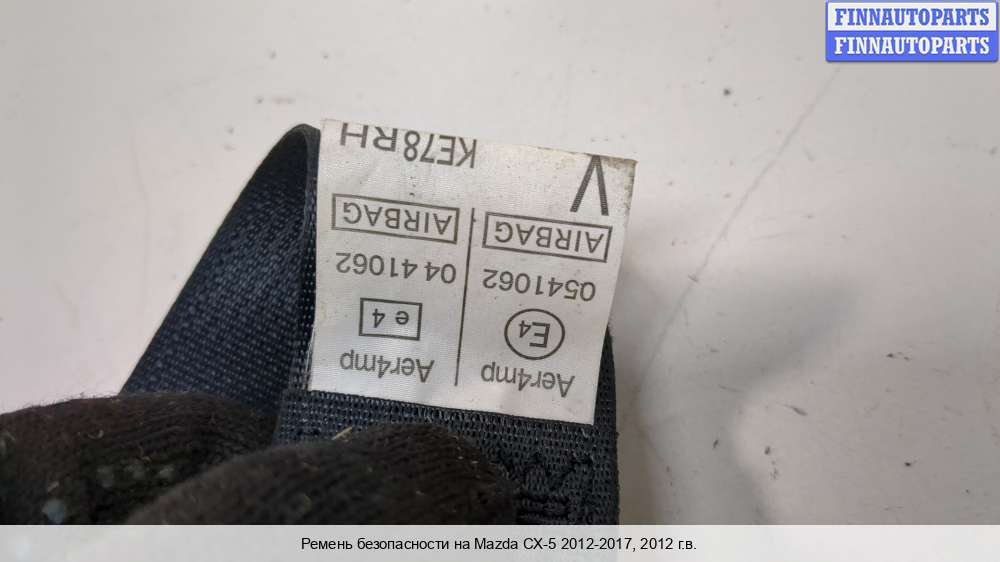 FINNAUTOPARTS
FINNAUTOPARTS
Aer4mp
Aer4mp
E4
e4
0541062
0441062
AIRBAG
AIRBAG
V
KE78RH
Ремень безопасности на Mazda CX-5 2012-2017, 2012 г.в.